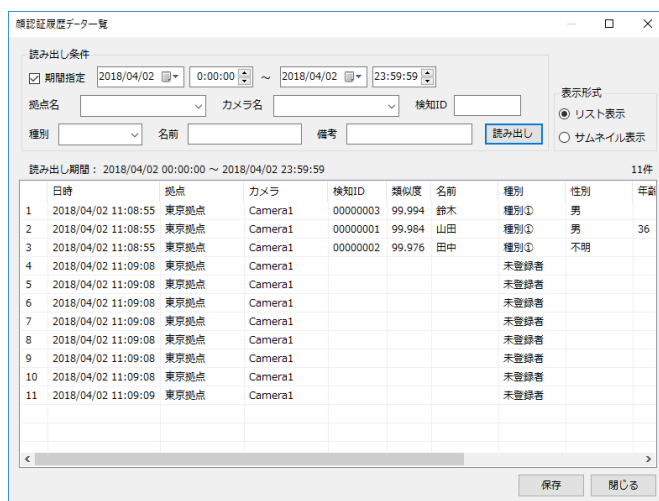 顔認証履歴データ一覧
読み出し条件
期間指定 2018/04/02 0:00:00 ～ 2018/04/02 23:59:59
拠点名 カメラ名 検知ID
種別 名前 備考 読み出し
表示形式
リスト表示
サムネイル表示
読み出し期間： 2018/04/02 00:00:00 ～ 2018/04/02 23:59:59 11件
日時 拠点 カメラ 検知ID 類似度 名前 種別 性別 年齢
1 2018/04/02 11:08:55 東京拠点 Camera1 00000003 99.994 鈴木 種別① 男
2 2018/04/02 11:08:55 東京拠点 Camera1 00000001 99.984 山田 種別① 男 36
3 2018/04/02 11:08:55 東京拠点 Camera1 00000002 99.976 田中 種別① 不明
4 2018/04/02 11:09:08 東京拠点 Camera1 未登録者
5 2018/04/02 11:09:08 東京拠点 Camera1 未登録者
6 2018/04/02 11:09:08 東京拠点 Camera1 未登録者
7 2018/04/02 11:09:08 東京拠点 Camera1 未登録者
8 2018/04/02 11:09:08 東京拠点 Camera1 未登録者
9 2018/04/02 11:09:08 東京拠点 Camera1 未登録者
10 2018/04/02 11:09:08 東京拠点 Camera1 未登録者
11 2018/04/02 11:09:09 東京拠点 Camera1 未登録者
保存 閉じる